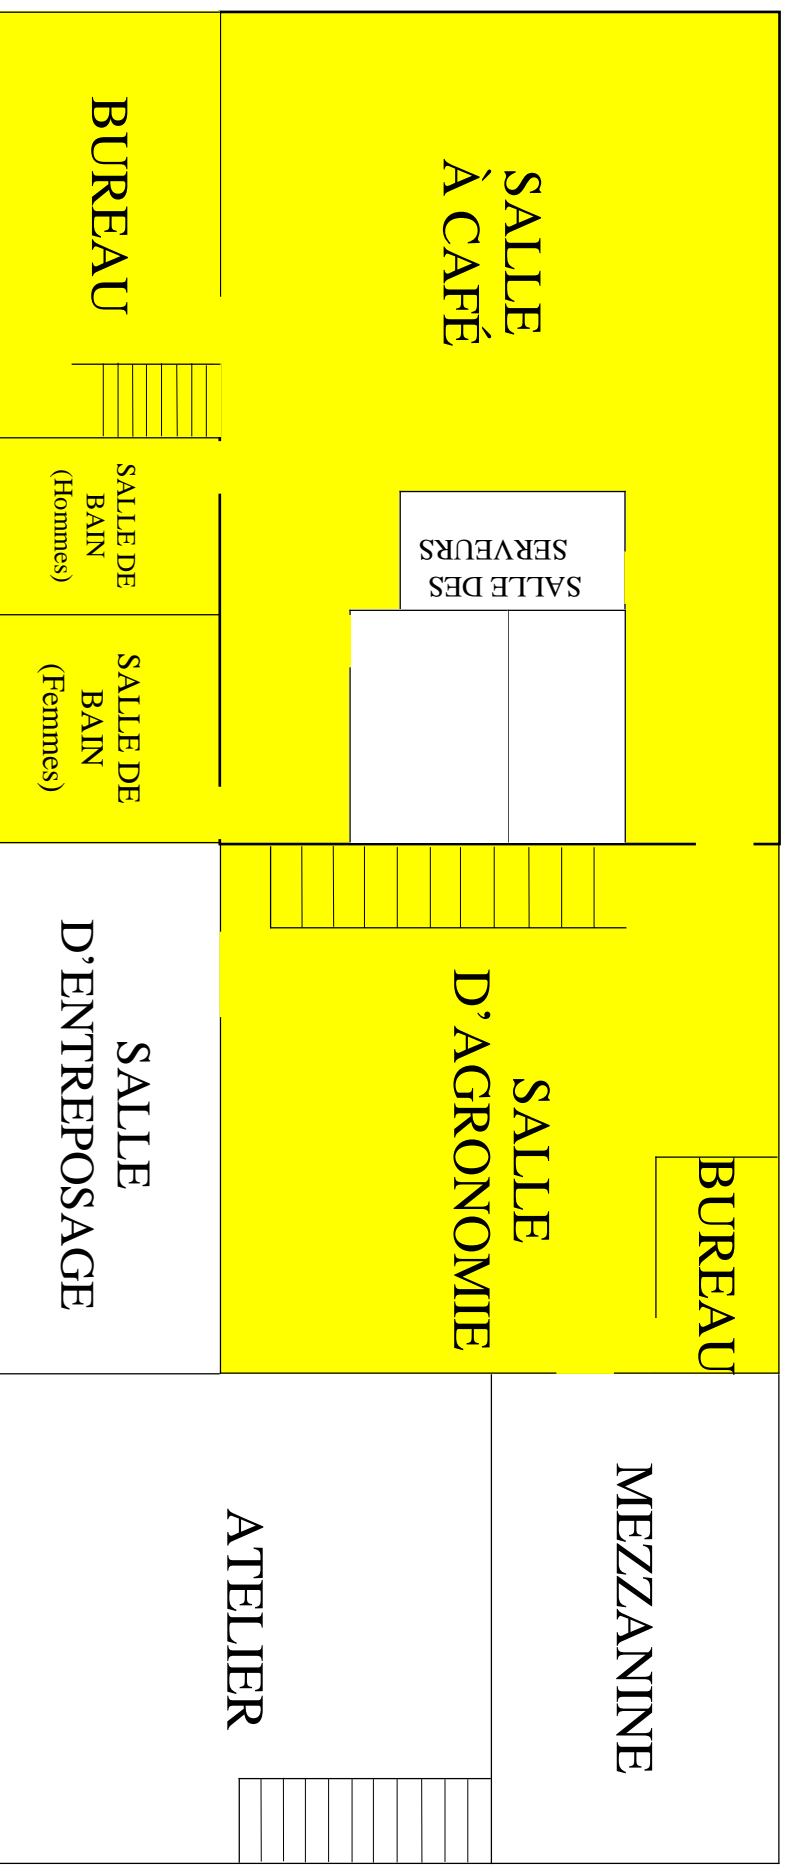 BUREAU
SALLE
À CAFÉ
SALLE DE
BAIN
(Hommes)
SALLE DES
SERVEURS
SALLE DE
BAIN
(Femmes)
SALLE
D’ENTREPOSAGE
SALLE
D’AGRONOMIE
BUREAU
ATELIER
MEZZANINE